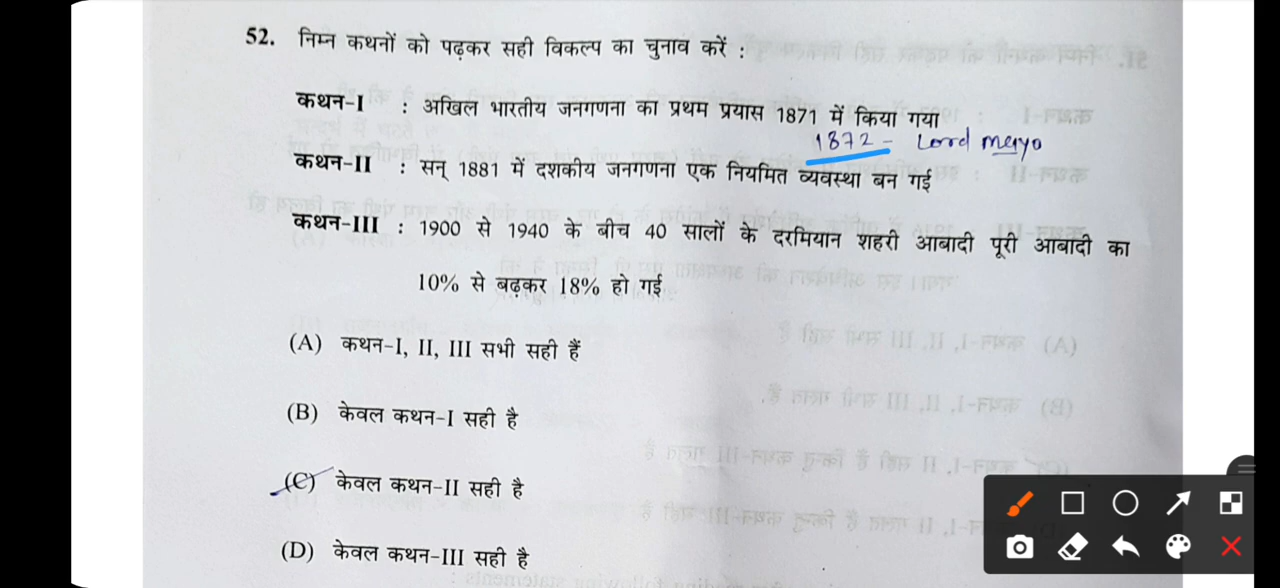 52. निम्न कथनों को पढ़कर सही विकल्प का चुनाव करें :
कथन-I : अखिल भारतीय जनगणना का प्रथम प्रयास 1871 में किया गया
1872 - Lord mayo
कथन-II : सन् 1881 में दशकीय जनगणना एक नियमित व्यवस्था बन गई
कथन-III : 1900 से 1940 के बीच 40 सालों के दरमियान शहरी आबादी पूरी आबादी का
10% से बढ़कर 18% हो गई
(A) कथन-I, II, III सभी सही हैं
(B) केवल कथन-I सही है
(C) केवल कथन-II सही है
(D) केवल कथन-III सही है